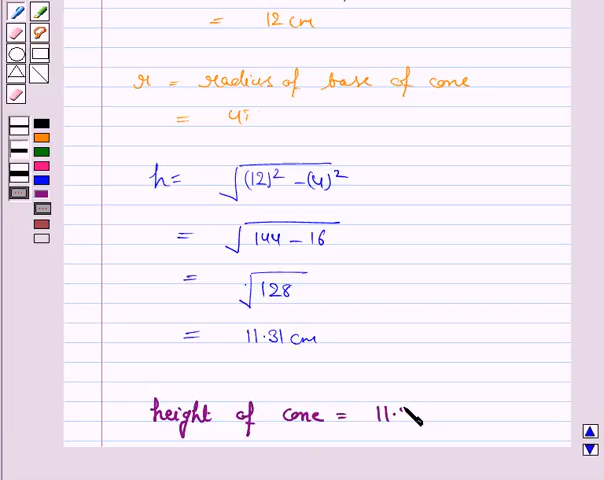 = 12 cm
r = radius of base of cone
= 4
h = √(12)² - (4)²
= √144 - 16
= √128
= 11.31 cm
height of cone = 11.